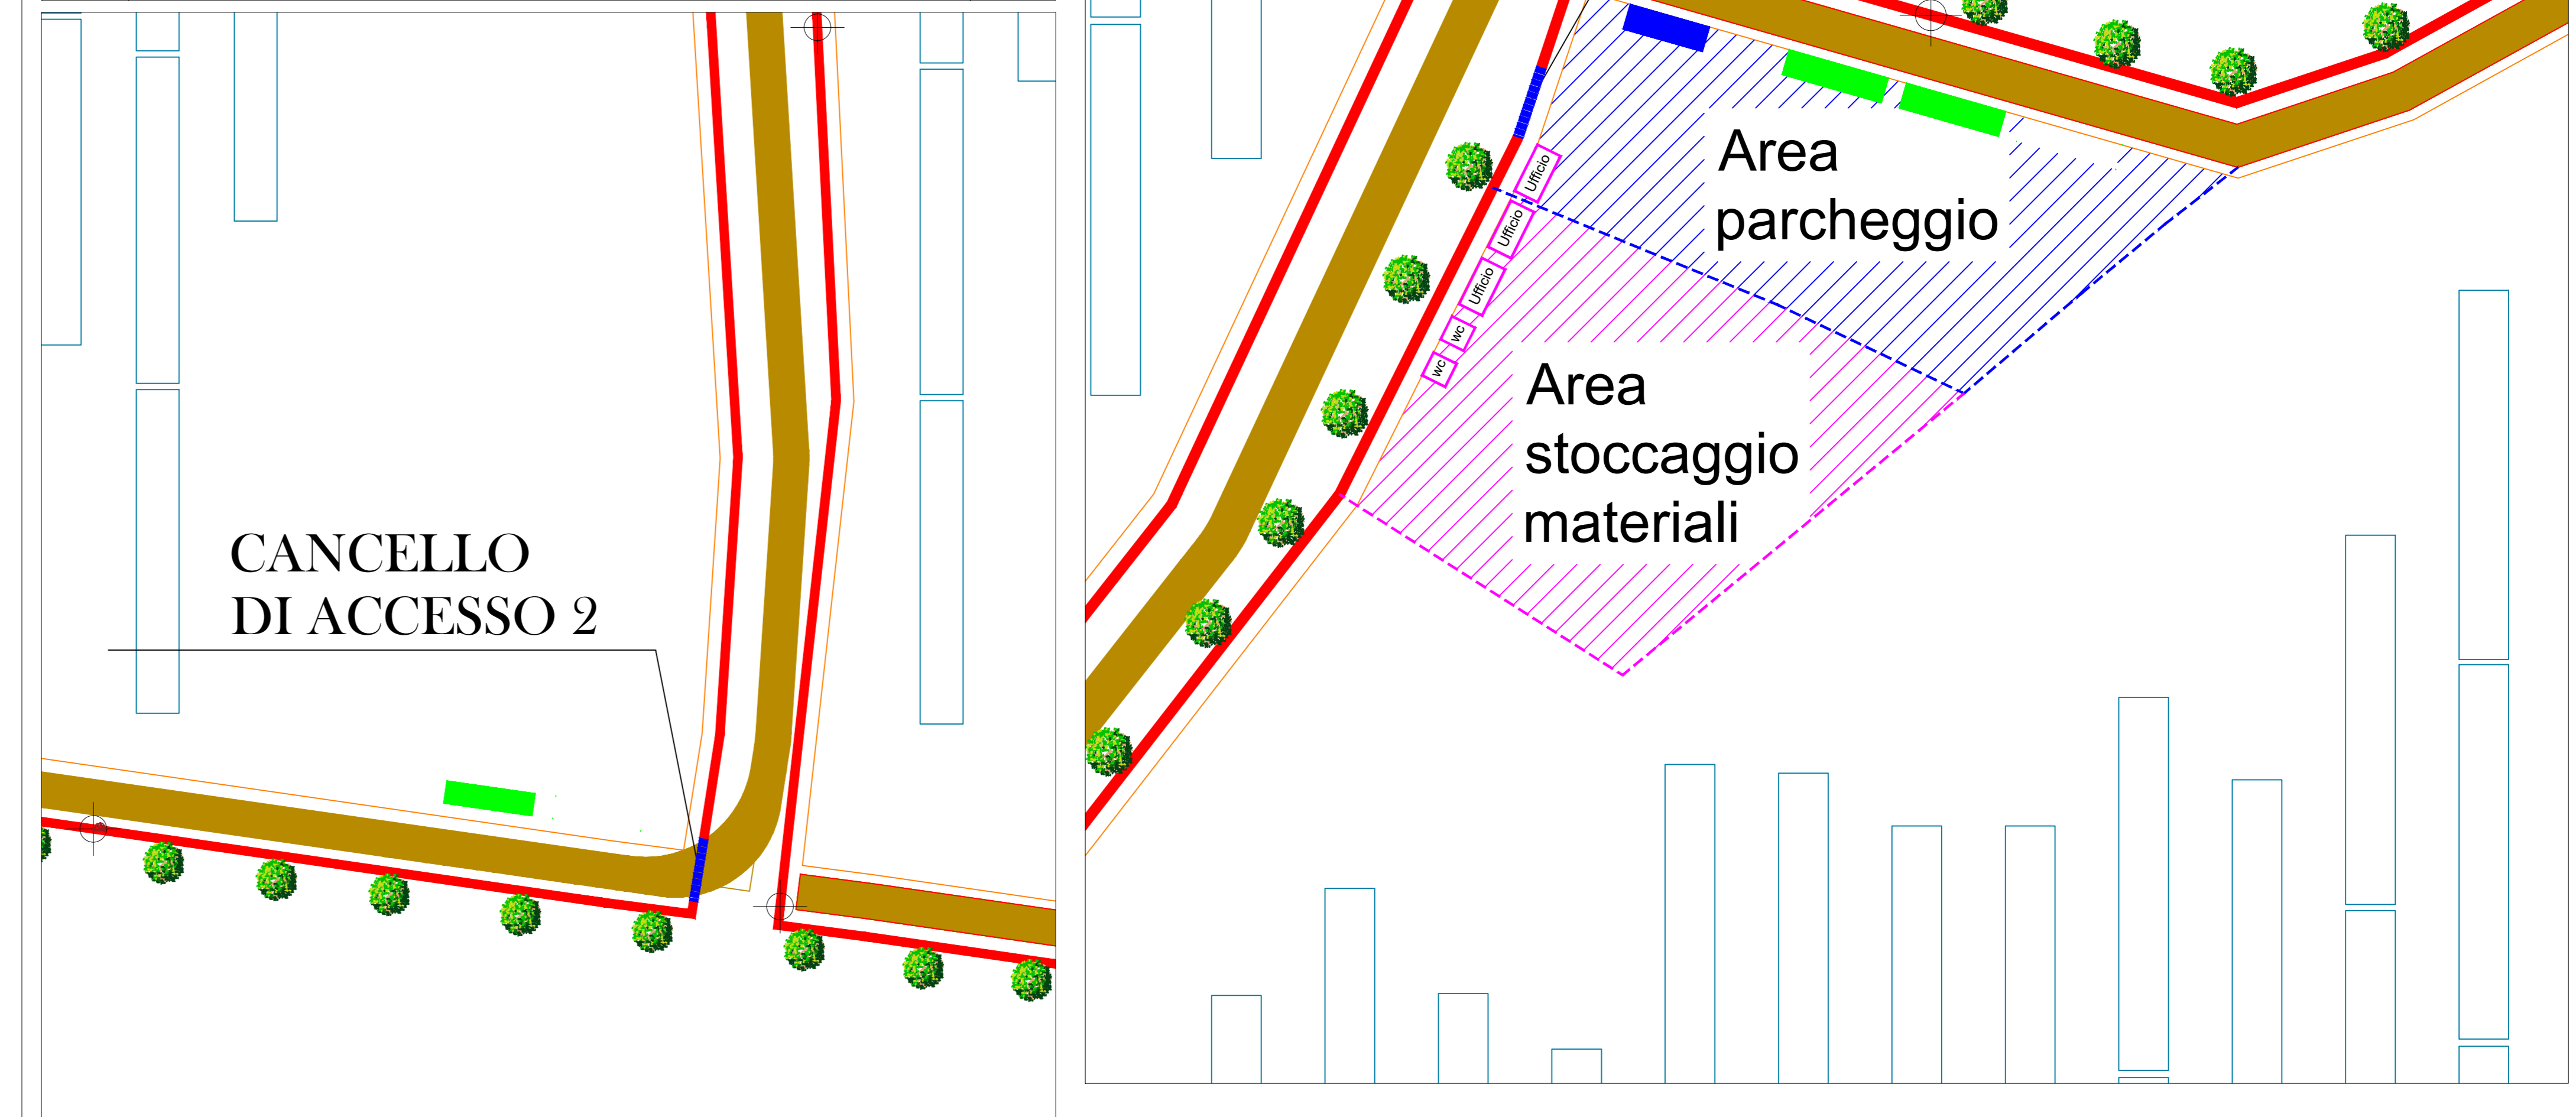 CANCELLO
DI ACCESSO 2
Area
parcheggio
Ufficio
Ufficio
Ufficio
wc
wc
Area
stoccaggio
materiali